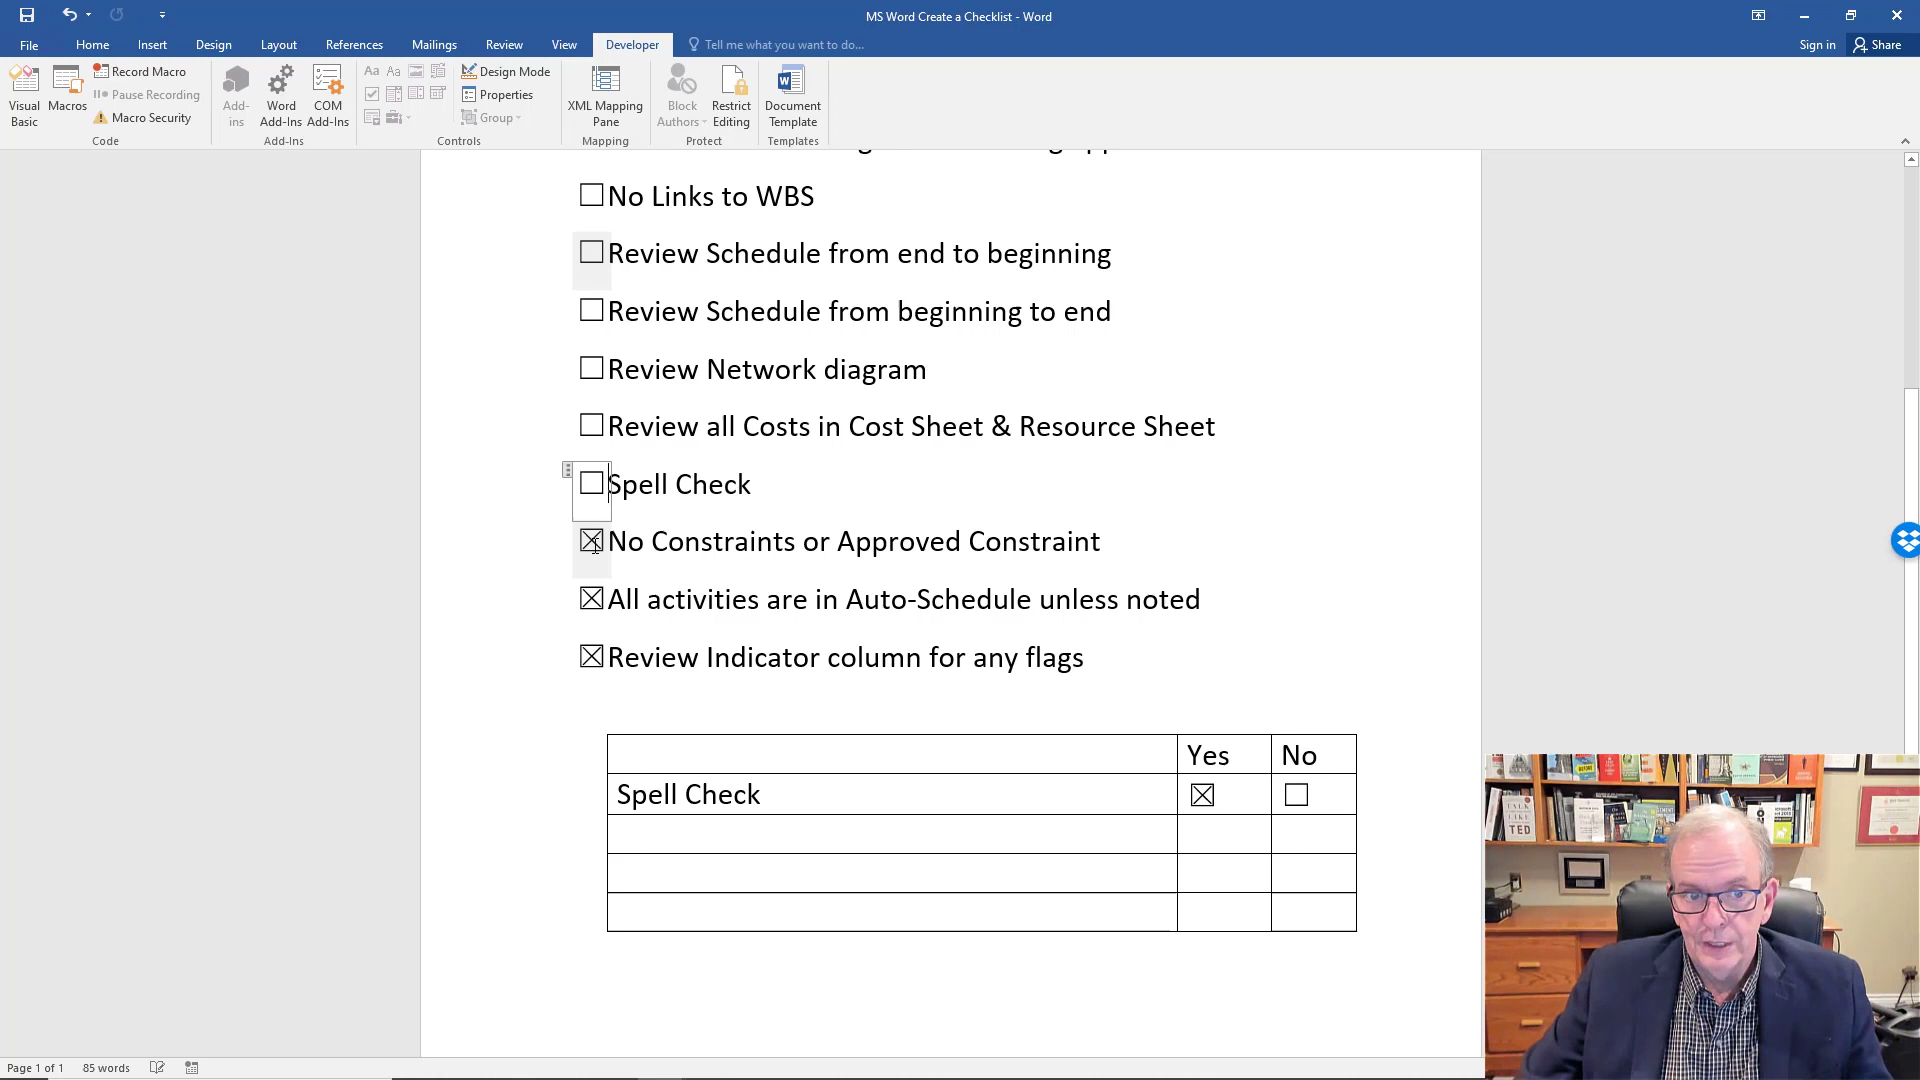 MS Word Create a Checklist - Word
File Home Insert Design Layout References Mailings Review View Developer Tell me what you want to do... Sign in Share
Visual Basic
Macros
Record Macro
Pause Recording
Macro Security
Code
Add-ins
Word Add-Ins
COM Add-Ins
Add-Ins
Aa Aa
Design Mode
Properties
Group
Controls
XML Mapping Pane
Mapping
Block Authors
Restrict Editing
Protect
Document Template
Templates
☐No Links to WBS
☐Review Schedule from end to beginning
☐Review Schedule from beginning to end
☐Review Network diagram
☐Review all Costs in Cost Sheet & Resource Sheet
☐Spell Check
☒No Constraints or Approved Constraint
☒All activities are in Auto-Schedule unless noted
☒Review Indicator column for any flags
Yes No
Spell Check ☒ ☐
TALK LIKE TED
Page 1 of 1 85 words